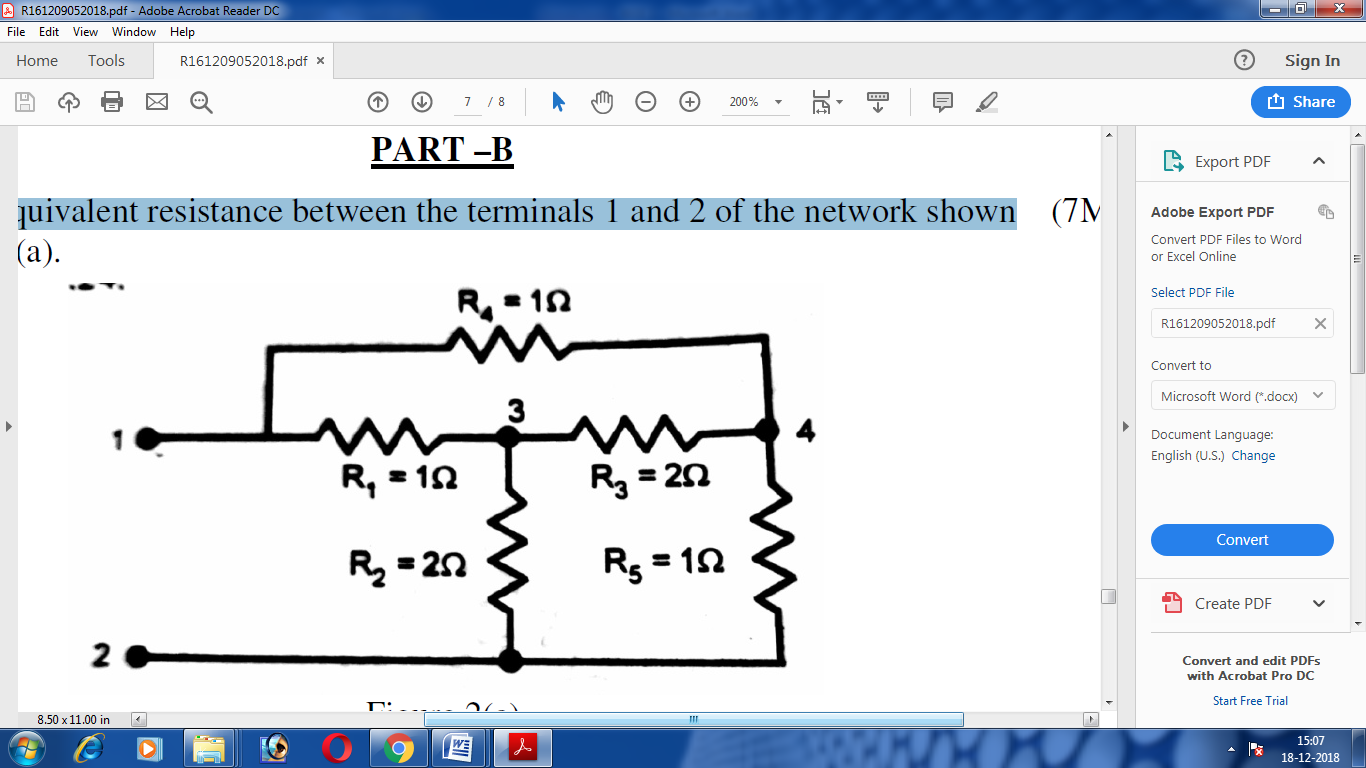 R161209052018.pdf - Adobe Acrobat Reader DC
File Edit View Window Help
Home Tools R161209052018.pdf × ? Sign In
7 / 8 200% Share
PART –B
quivalent resistance between the terminals 1 and 2 of the network shown (7M
(a).
R4 = 1Ω
1 3 4
R1 = 1Ω R3 = 2Ω
R2 = 2Ω R5 = 1Ω
2
8.50 x 11.00 in
Export PDF
Adobe Export PDF
Convert PDF Files to Word
or Excel Online
Select PDF File
R161209052018.pdf
Convert to
Microsoft Word (*.docx)
Document Language:
English (U.S.) Change
Convert
Create PDF
Convert and edit PDFs
with Acrobat Pro DC
Start Free Trial
15:07
18-12-2018